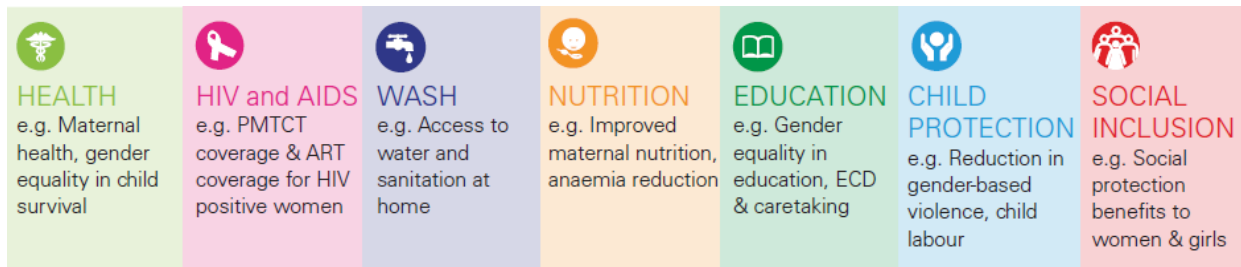 HEALTH
e.g. Maternal
health, gender
equality in child
survival
HIV and AIDS
e.g. PMTCT
coverage & ART
coverage for HIV
positive women
WASH
e.g. Access to
water and
sanitation at
home
NUTRITION
e.g. Improved
maternal nutrition,
anaemia reduction
EDUCATION
e.g. Gender
equality in
education, ECD
& caretaking
CHILD
PROTECTION
e.g. Reduction in
gender-based
violence, child
labour
SOCIAL
INCLUSION
e.g. Social
protection
benefits to
women & girls